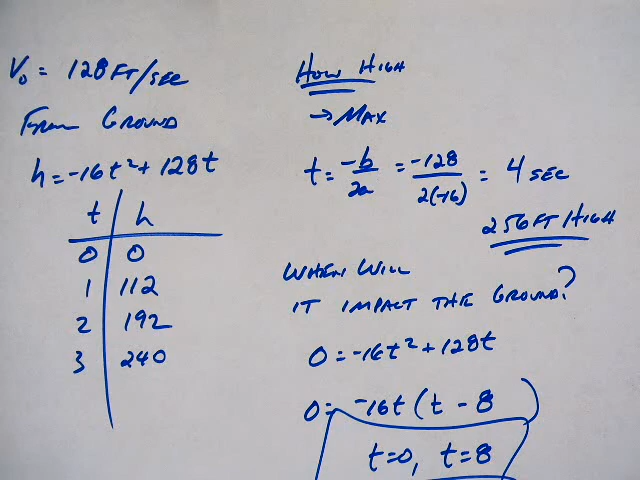 V₀ = 128 FT/SEC
FROM GROUND
h = -16t² + 128t
t | h
0 | 0
1 | 112
2 | 192
3 | 240
HOW HIGH
→ MAX
t = -b/2a = -128/2(-16) = 4 SEC
256 FT HIGH
WHEN WILL
IT IMPACT THE GROUND?
0 = -16t² + 128t
0 = -16t(t - 8)
t=0, t=8